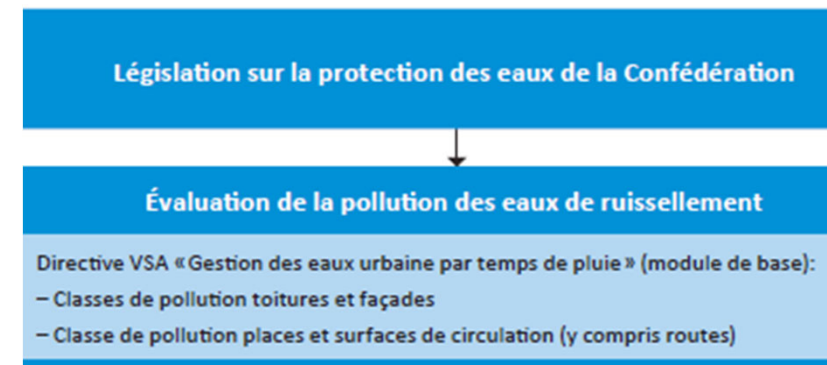 Législation sur la protection des eaux de la Confédération
Évaluation de la pollution des eaux de ruissellement
Directive VSA «Gestion des eaux urbaine par temps de pluie» (module de base):
– Classes de pollution toitures et façades
– Classe de pollution places et surfaces de circulation (y compris routes)